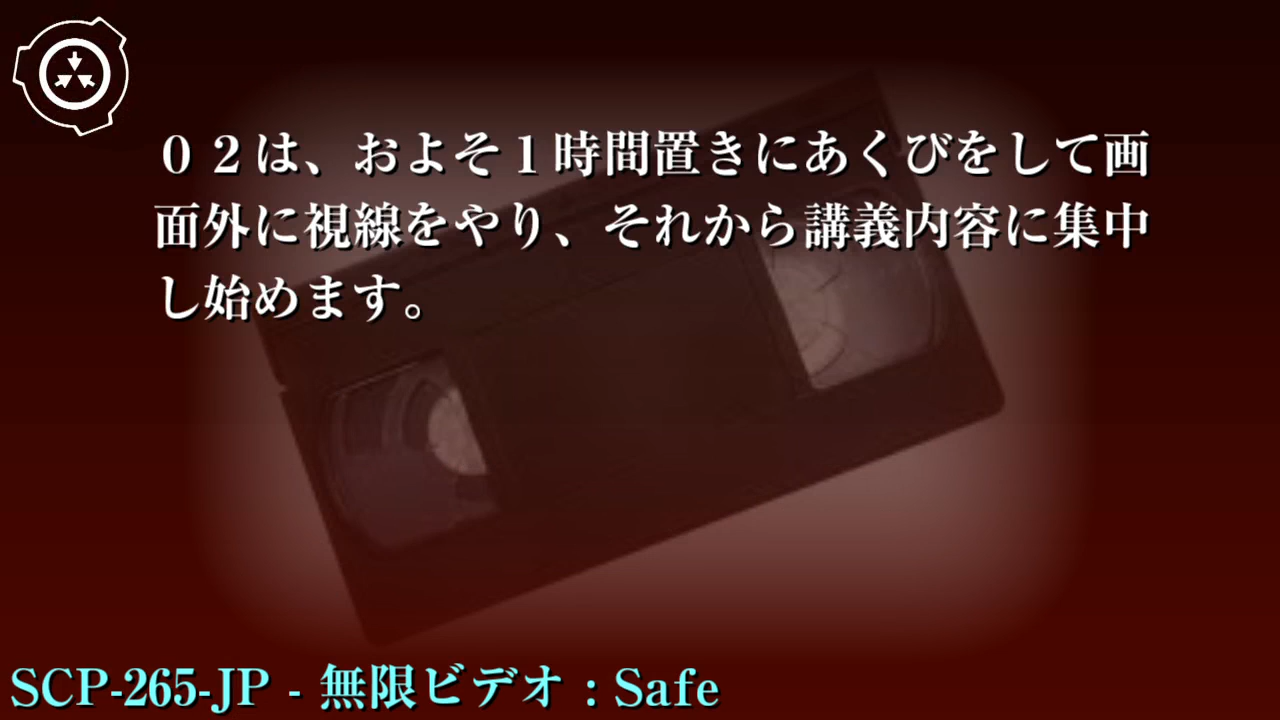 ０２は、およそ１時間置きにあくびをして画
面外に視線をやり、それから講義内容に集中
し始めます。
SCP-265-JP - 無限ビデオ : Safe